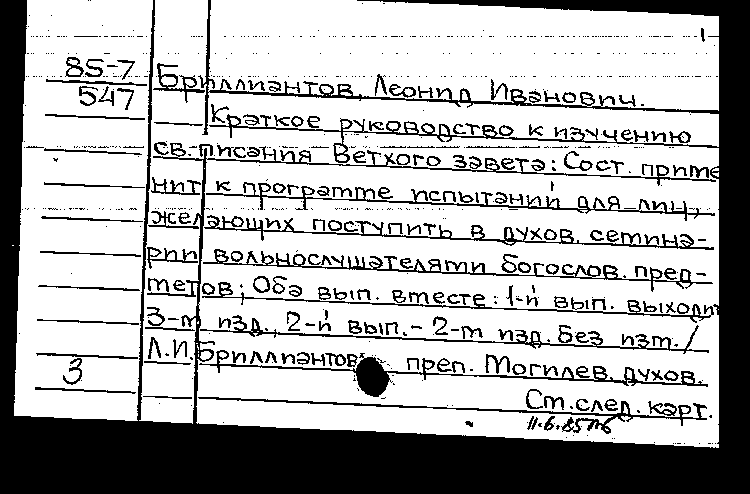 1
85-7
547
Бриллиантов, Леонид Иванович.
Краткое руководство к изучению
св. писания Ветхого завета: Сост. приме
нит к программе испытаний для лиц,
желающих поступить в духов. семина-
рии вольнослушателями богослов. пред-
метов; Оба вып. вместе: 1-й вып. выходит
3-м изд., 2-й вып.- 2-м изд. без изм./
Л.И.Бриллиантов преп. Могилев. духов.
3
См. след. карт.
11.6.85